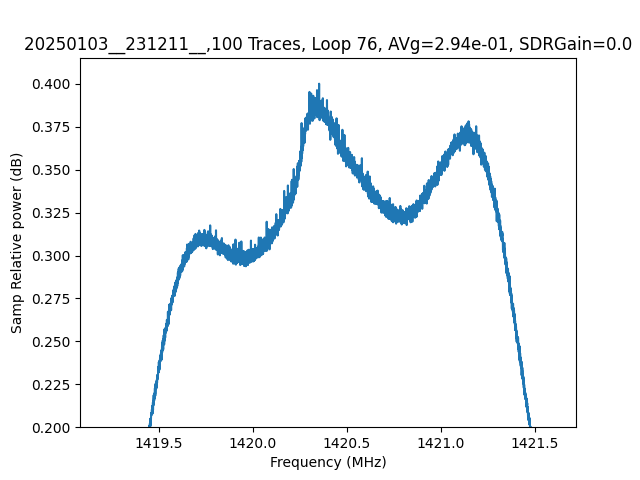 20250103__231211__,100 Traces, Loop 76, AVg=2.94e-01, SDRGain=0.0
0.400
0.375
0.350
0.325
0.300
0.275
0.250
0.225
0.200
Samp Relative power (dB)
1419.5 1420.0 1420.5 1421.0 1421.5
Frequency (MHz)